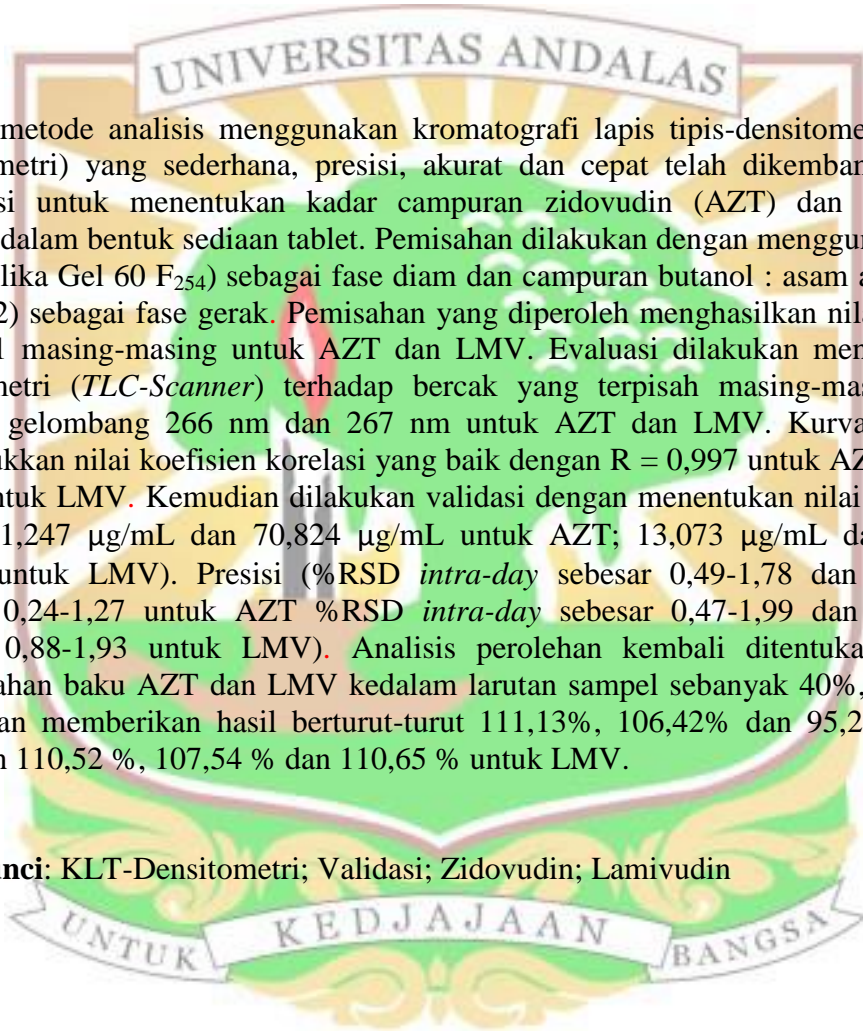 UNIVERSITAS ANDALAS
metode analisis menggunakan kromatografi lapis tipis-densitome
metri) yang sederhana, presisi, akurat dan cepat telah dikemban
si untuk menentukan kadar campuran zidovudin (AZT) dan
dalam bentuk sediaan tablet. Pemisahan dilakukan dengan menggun
lika Gel 60 F254) sebagai fase diam dan campuran butanol : asam a
2) sebagai fase gerak. Pemisahan yang diperoleh menghasilkan nila
masing-masing untuk AZT dan LMV. Evaluasi dilakukan men
metri (TLC-Scanner) terhadap bercak yang terpisah masing-mas
gelombang 266 nm dan 267 nm untuk AZT dan LMV. Kurva
ukkan nilai koefisien korelasi yang baik dengan R = 0,997 untuk AZ
ntuk LMV. Kemudian dilakukan validasi dengan menentukan nilai
1,247 µg/mL dan 70,824 µg/mL untuk AZT; 13,073 µg/mL da
untuk LMV). Presisi (%RSD intra-day sebesar 0,49-1,78 dan
0,24-1,27 untuk AZT %RSD intra-day sebesar 0,47-1,99 dan
0,88-1,93 untuk LMV). Analisis perolehan kembali ditentuka
ahan baku AZT dan LMV kedalam larutan sampel sebanyak 40%,
an memberikan hasil berturut-turut 111,13%, 106,42% dan 95,2
n 110,52 %, 107,54 % dan 110,65 % untuk LMV.
unci: KLT-Densitometri; Validasi; Zidovudin; Lamivudin
UNTUK KEDJAJAAN BANGSA